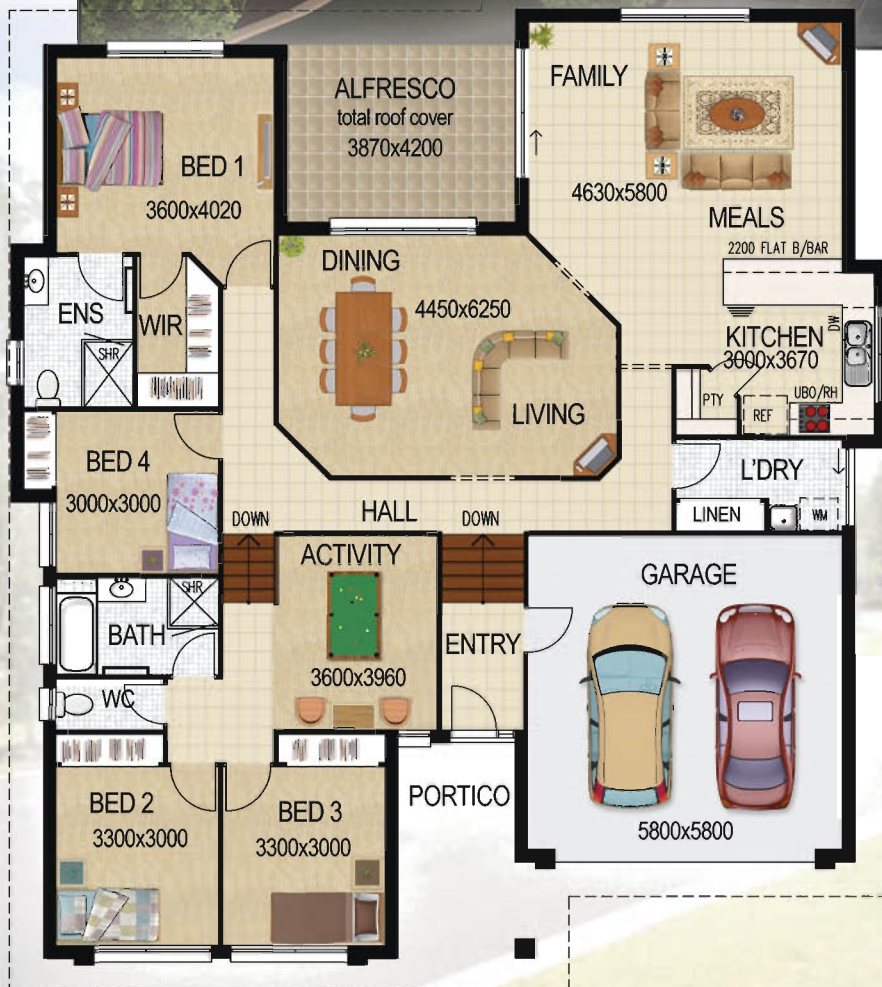 ALFRESCO
total roof cover
3870x4200
FAMILY
4630x5800
MEALS
2200 FLAT B/BAR
BED 1
3600x4020
DINING
4450x6250
LIVING
ENS
WIR
SHR
KITCHEN
3000x3670
DW
PTY
REF
UBO/RH
BED 4
3000x3000
L'DRY
LINEN
WM
HALL
DOWN
DOWN
ACTIVITY
3600x3960
GARAGE
5800x5800
SHR
BATH
ENTRY
WC
PORTICO
BED 2
3300x3000
BED 3
3300x3000